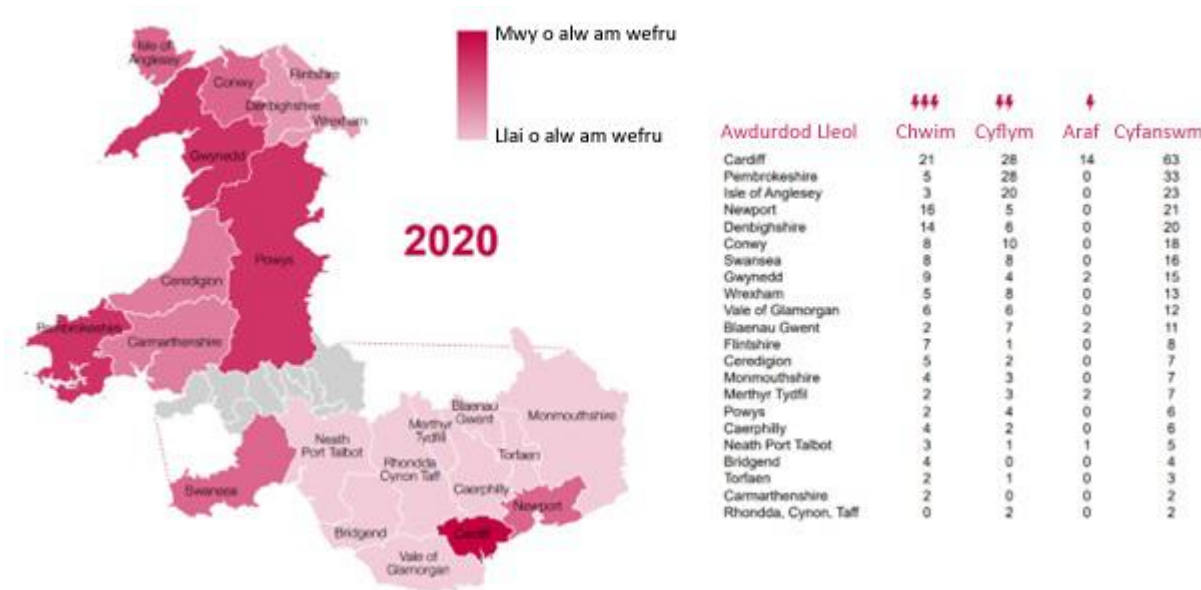 Mwy o alw am wefru
Llai o alw am wefru
Isle of
Anglesey
Conwy
Flintshire
Denbighshire
Wrexham
Gwynedd
2020
Powys
Ceredigion
Pembrokeshire
Carmarthenshire
Swansea
Neath
Port Talbot
Merthyr
Tydfill
Blaenau
Gwent
Monmouthshire
Rhondda
Cynon Taff
Torfaen
Caerphilly
Newport
Bridgend
Cardiff
Vale of
Glamorgan
Awdurdod Lleol Chwim Cyflym Araf Cyfanswm
Cardiff 21 28 14 63
Pembrokeshire 5 28 0 33
Isle of Anglesey 3 20 0 23
Newport 16 5 0 21
Denbighshire 14 6 0 20
Conwy 8 10 0 18
Swansea 8 8 0 16
Gwynedd 9 4 2 15
Wrexham 5 8 0 13
Vale of Glamorgan 6 6 0 12
Blaenau Gwent 2 7 2 11
Flintshire 7 1 0 8
Ceredigion 5 2 0 7
Monmouthshire 4 3 0 7
Merthyr Tydfil 2 3 2 7
Powys 2 4 0 6
Caerphilly 4 2 0 6
Neath Port Talbot 3 1 1 5
Bridgend 4 0 0 4
Torfaen 2 1 0 3
Carmarthenshire 2 0 0 2
Rhondda, Cynon, Taff 0 2 0 2